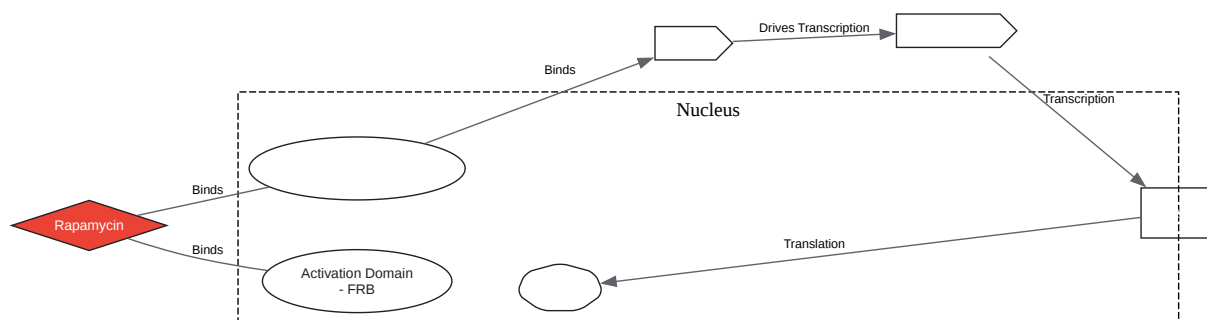 Drives Transcription
Binds
Transcription
Nucleus
Binds
Rapamycin
Binds
Translation
Activation Domain
- FRB